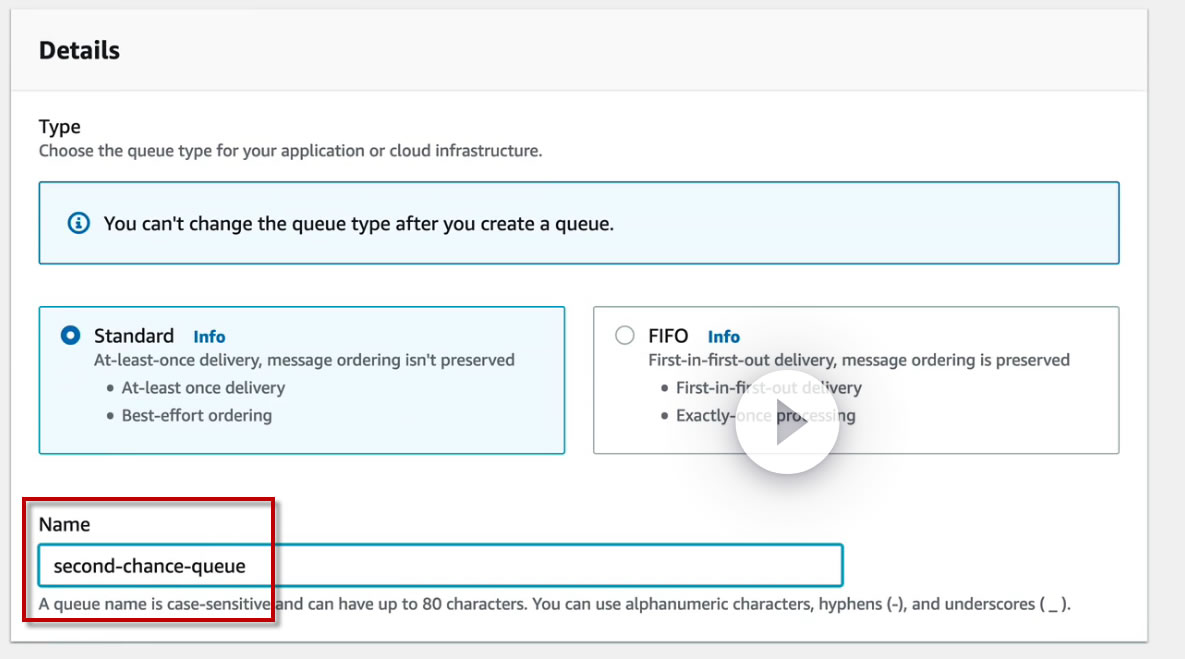 Details
Type
Choose the queue type for your application or cloud infrastructure.
You can't change the queue type after you create a queue.
Standard Info
At-least-once delivery, message ordering isn't preserved
• At-least once delivery
• Best-effort ordering
FIFO Info
First-in-first-out delivery, message ordering is preserved
• First-in-first-out delivery
• Exactly-once processing
Name
second-chance-queue
A queue name is case-sensitive and can have up to 80 characters. You can use alphanumeric characters, hyphens (-), and underscores ( _ ).